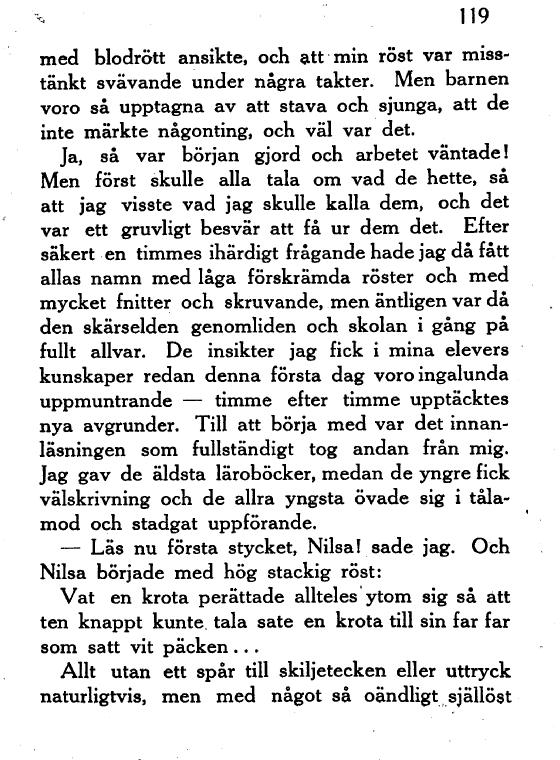 119
med blodrött ansikte, och att min röst var miss-
tänkt svävande under några takter. Men barnen
voro så upptagna av att stava och sjunga, att de
inte märkte någonting, och väl var det.
Ja, så var början gjord och arbetet väntade!
Men först skulle alla tala om vad de hette, så
att jag visste vad jag skulle kalla dem, och det
var ett gruvligt besvär att få ur dem det. Efter
säkert en timmes ihärdigt frågande hade jag då fått
allas namn med låga förskrämda röster och med
mycket fnitter och skruvande, men äntligen var då
den skärselden genomliden och skolan i gång på
fullt allvar. De insikter jag fick i mina elevers
kunskaper redan denna första dag voro ingalunda
uppmuntrande — timme efter timme upptäcktes
nya avgrunder. Till att börja med var det innan-
läsningen som fullständigt tog andan från mig.
Jag gav de äldsta läroböcker, medan de yngre fick
välskrivning och de allra yngsta övade sig i tåla-
mod och stadgat uppförande.
— Läs nu första stycket, Nilsa! sade jag. Och
Nilsa började med hög stackig röst:
Vat en krota perättade allteles ytom sig så att
ten knappt kunte tala sate en krota till sin far far
som satt vit päcken...
Allt utan ett spår till skiljetecken eller uttryck
naturligtvis, men med något så oändligt själlöst